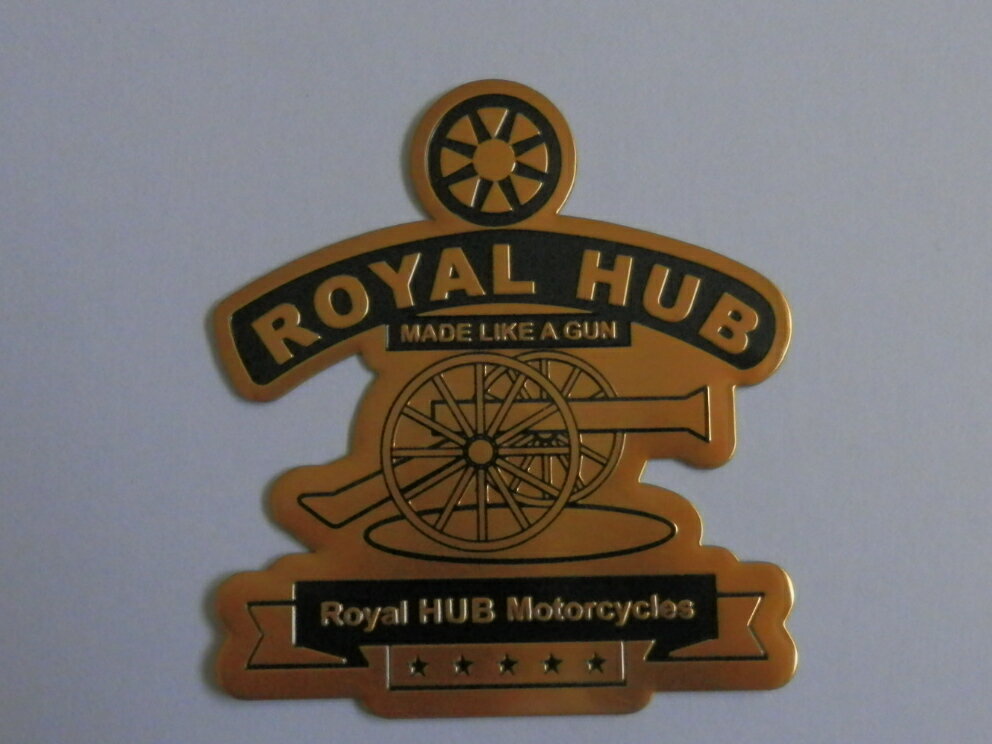 ROYAL HUB
MADE LIKE A GUN
Royal HUB Motorcycles